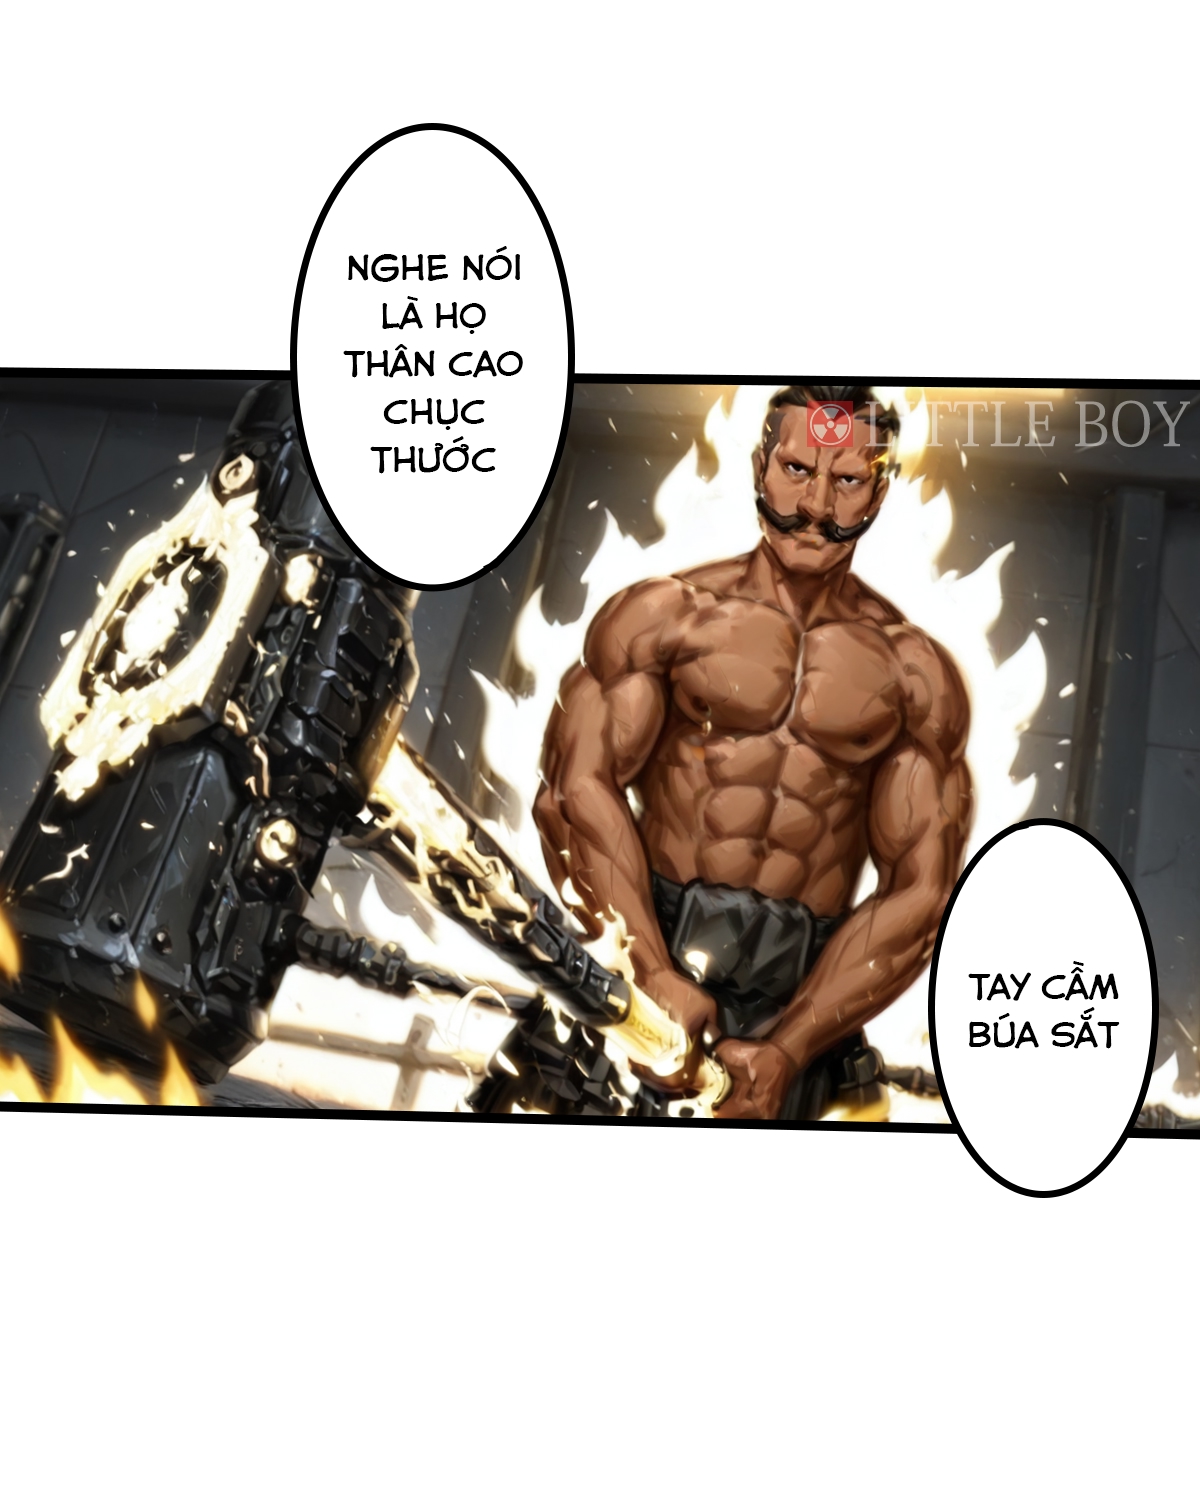 NGHE NÓI
LÀ HỌ
THÂN CAO
CHỤC
THƯỚC
LITTLE BOY
TAY CẦM
BÚA SẮT